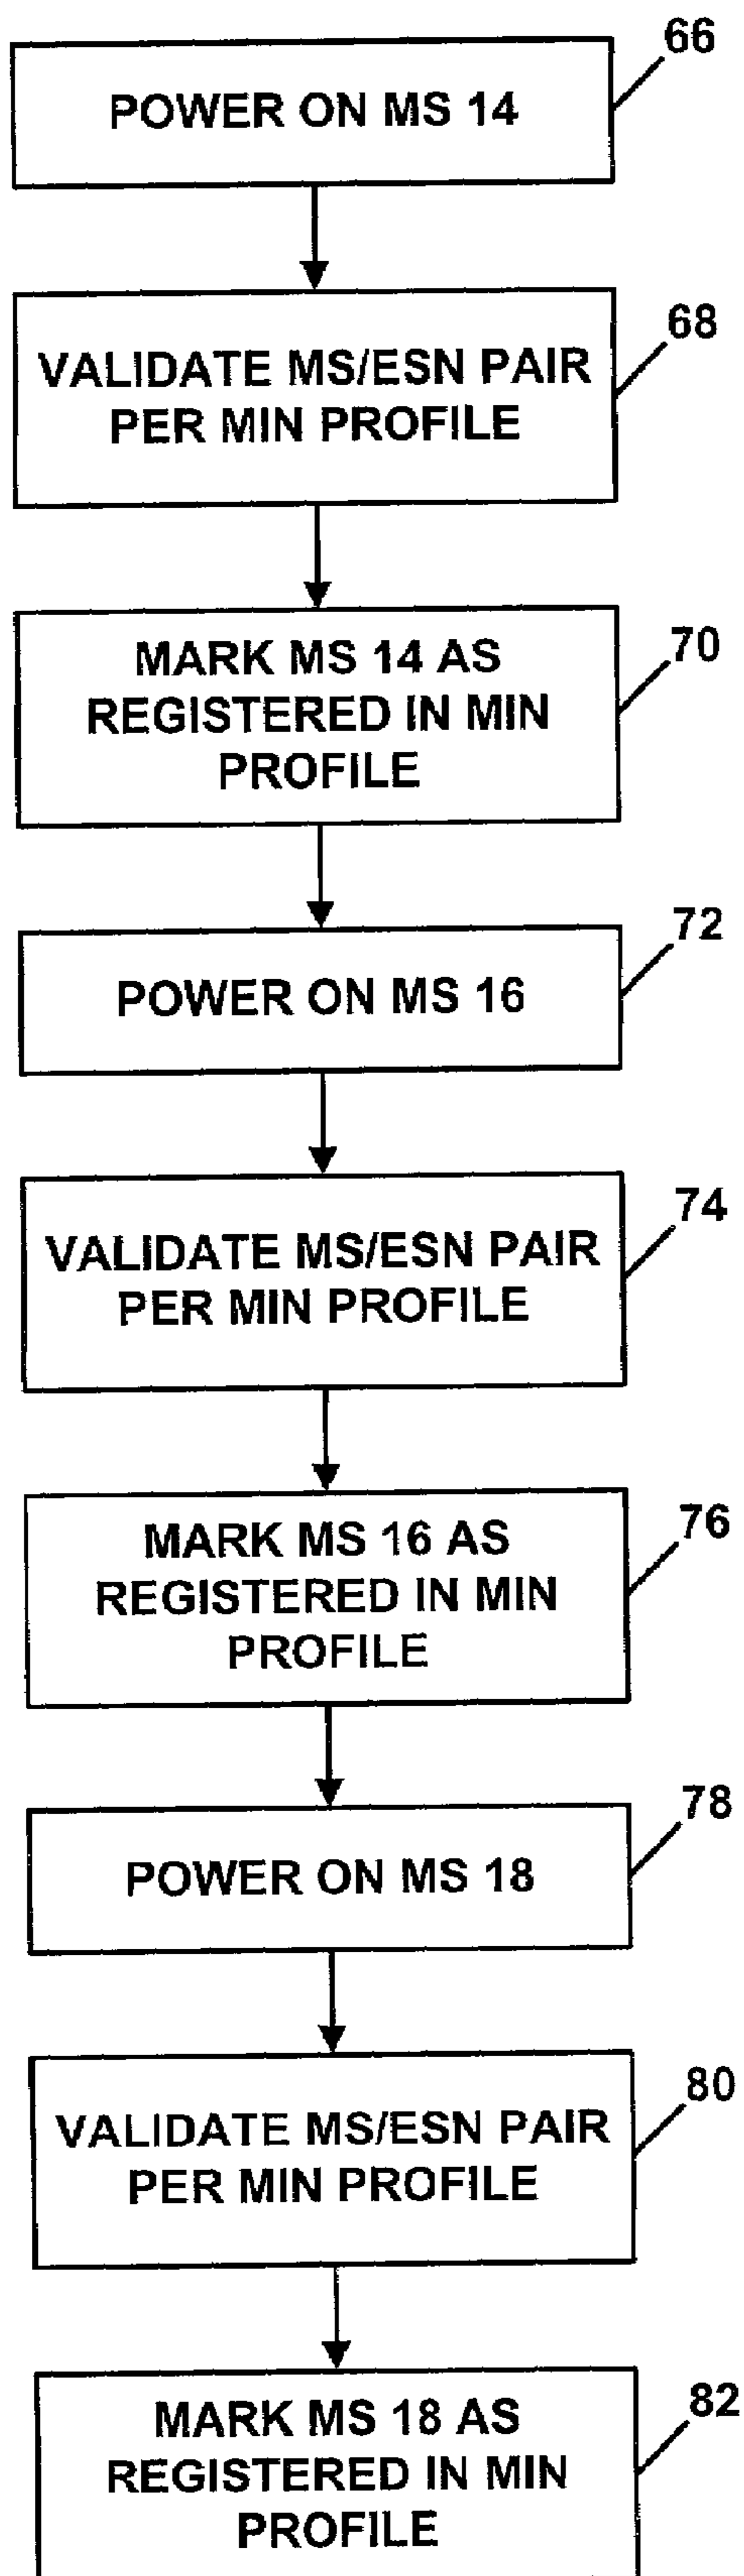 66
POWER ON MS 14
68
VALIDATE MS/ESN PAIR
PER MIN PROFILE
70
MARK MS 14 AS
REGISTERED IN MIN
PROFILE
72
POWER ON MS 16
74
VALIDATE MS/ESN PAIR
PER MIN PROFILE
76
MARK MS 16 AS
REGISTERED IN MIN
PROFILE
78
POWER ON MS 18
80
VALIDATE MS/ESN PAIR
PER MIN PROFILE
82
MARK MS 18 AS
REGISTERED IN MIN
PROFILE